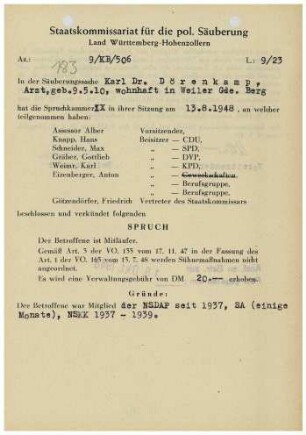 Staatskommissariat für die pol. Säuberung
Land Württemberg-Hohenzollern
Az.: 9/KB/506 L.: 9/23
183
In der Säuberungssache Karl Dr. Dörenkamp,
Arzt,geb.9.5.10, wohnhaft in Weiler Gde. Berg
hat die Spruchkammer IX in ihrer Sitzung am 13.8.1948, an welcher
teilgenommen haben:
Assessor Alber Vorsitzender,
Knapp, Hans Beisitzer — CDU,
Schneider, Max „ — SPD,
Gräber, Gottlieb „ — DVP,
Weimr, Karl „ — KPD,
Eizenberger, Anton „ — Gewerkschaften,
„ — Berufsgruppe,
„ — Berufsgruppe,
Götzendörfer, Friedrich Vertreter des Staatskommissars
beschlossen und verkündet folgenden
SPRUCH
Der Betroffene ist Mitläufer.
Gemäß Art. 3 der VO. 133 vom 17. 11. 47 in der Fassung des
Art. 1 der VO. 165 vom 13. 7. 48 werden Sühnemaßnahmen nicht
angeordnet.
Es wird eine Verwaltungsgebühr von DM 20.— erhoben.
Gründe:
Der Betroffene war Mitglied der NSDAP seit 1937, SA (einige
Monate), NSKK 1937 - 1939.